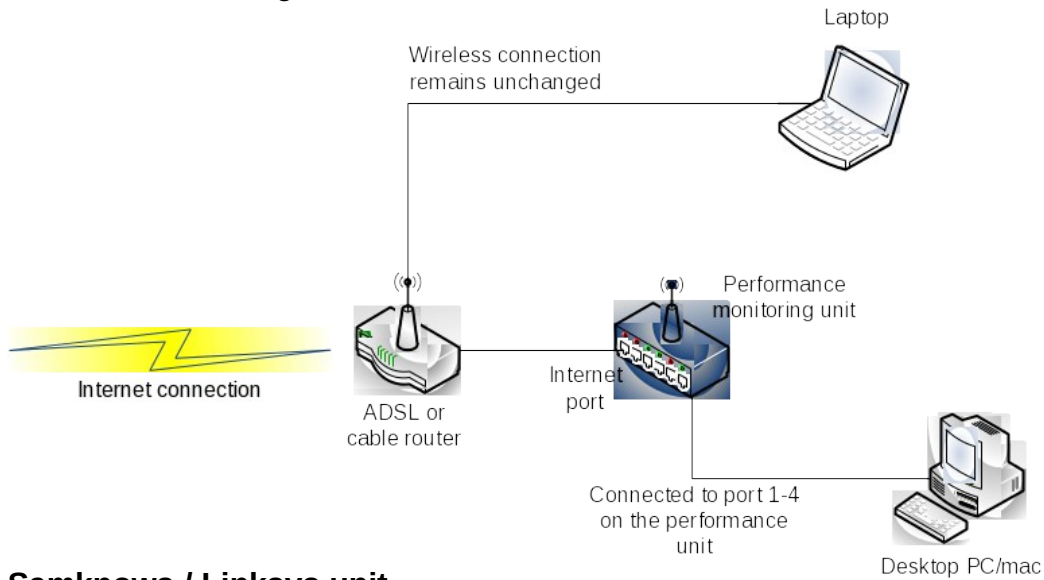 Laptop
Wireless connection
remains unchanged
Performance
monitoring unit
Internet connection
Internet
port
ADSL or
cable router
Connected to port 1-4
on the performance
unit
Desktop PC/mac